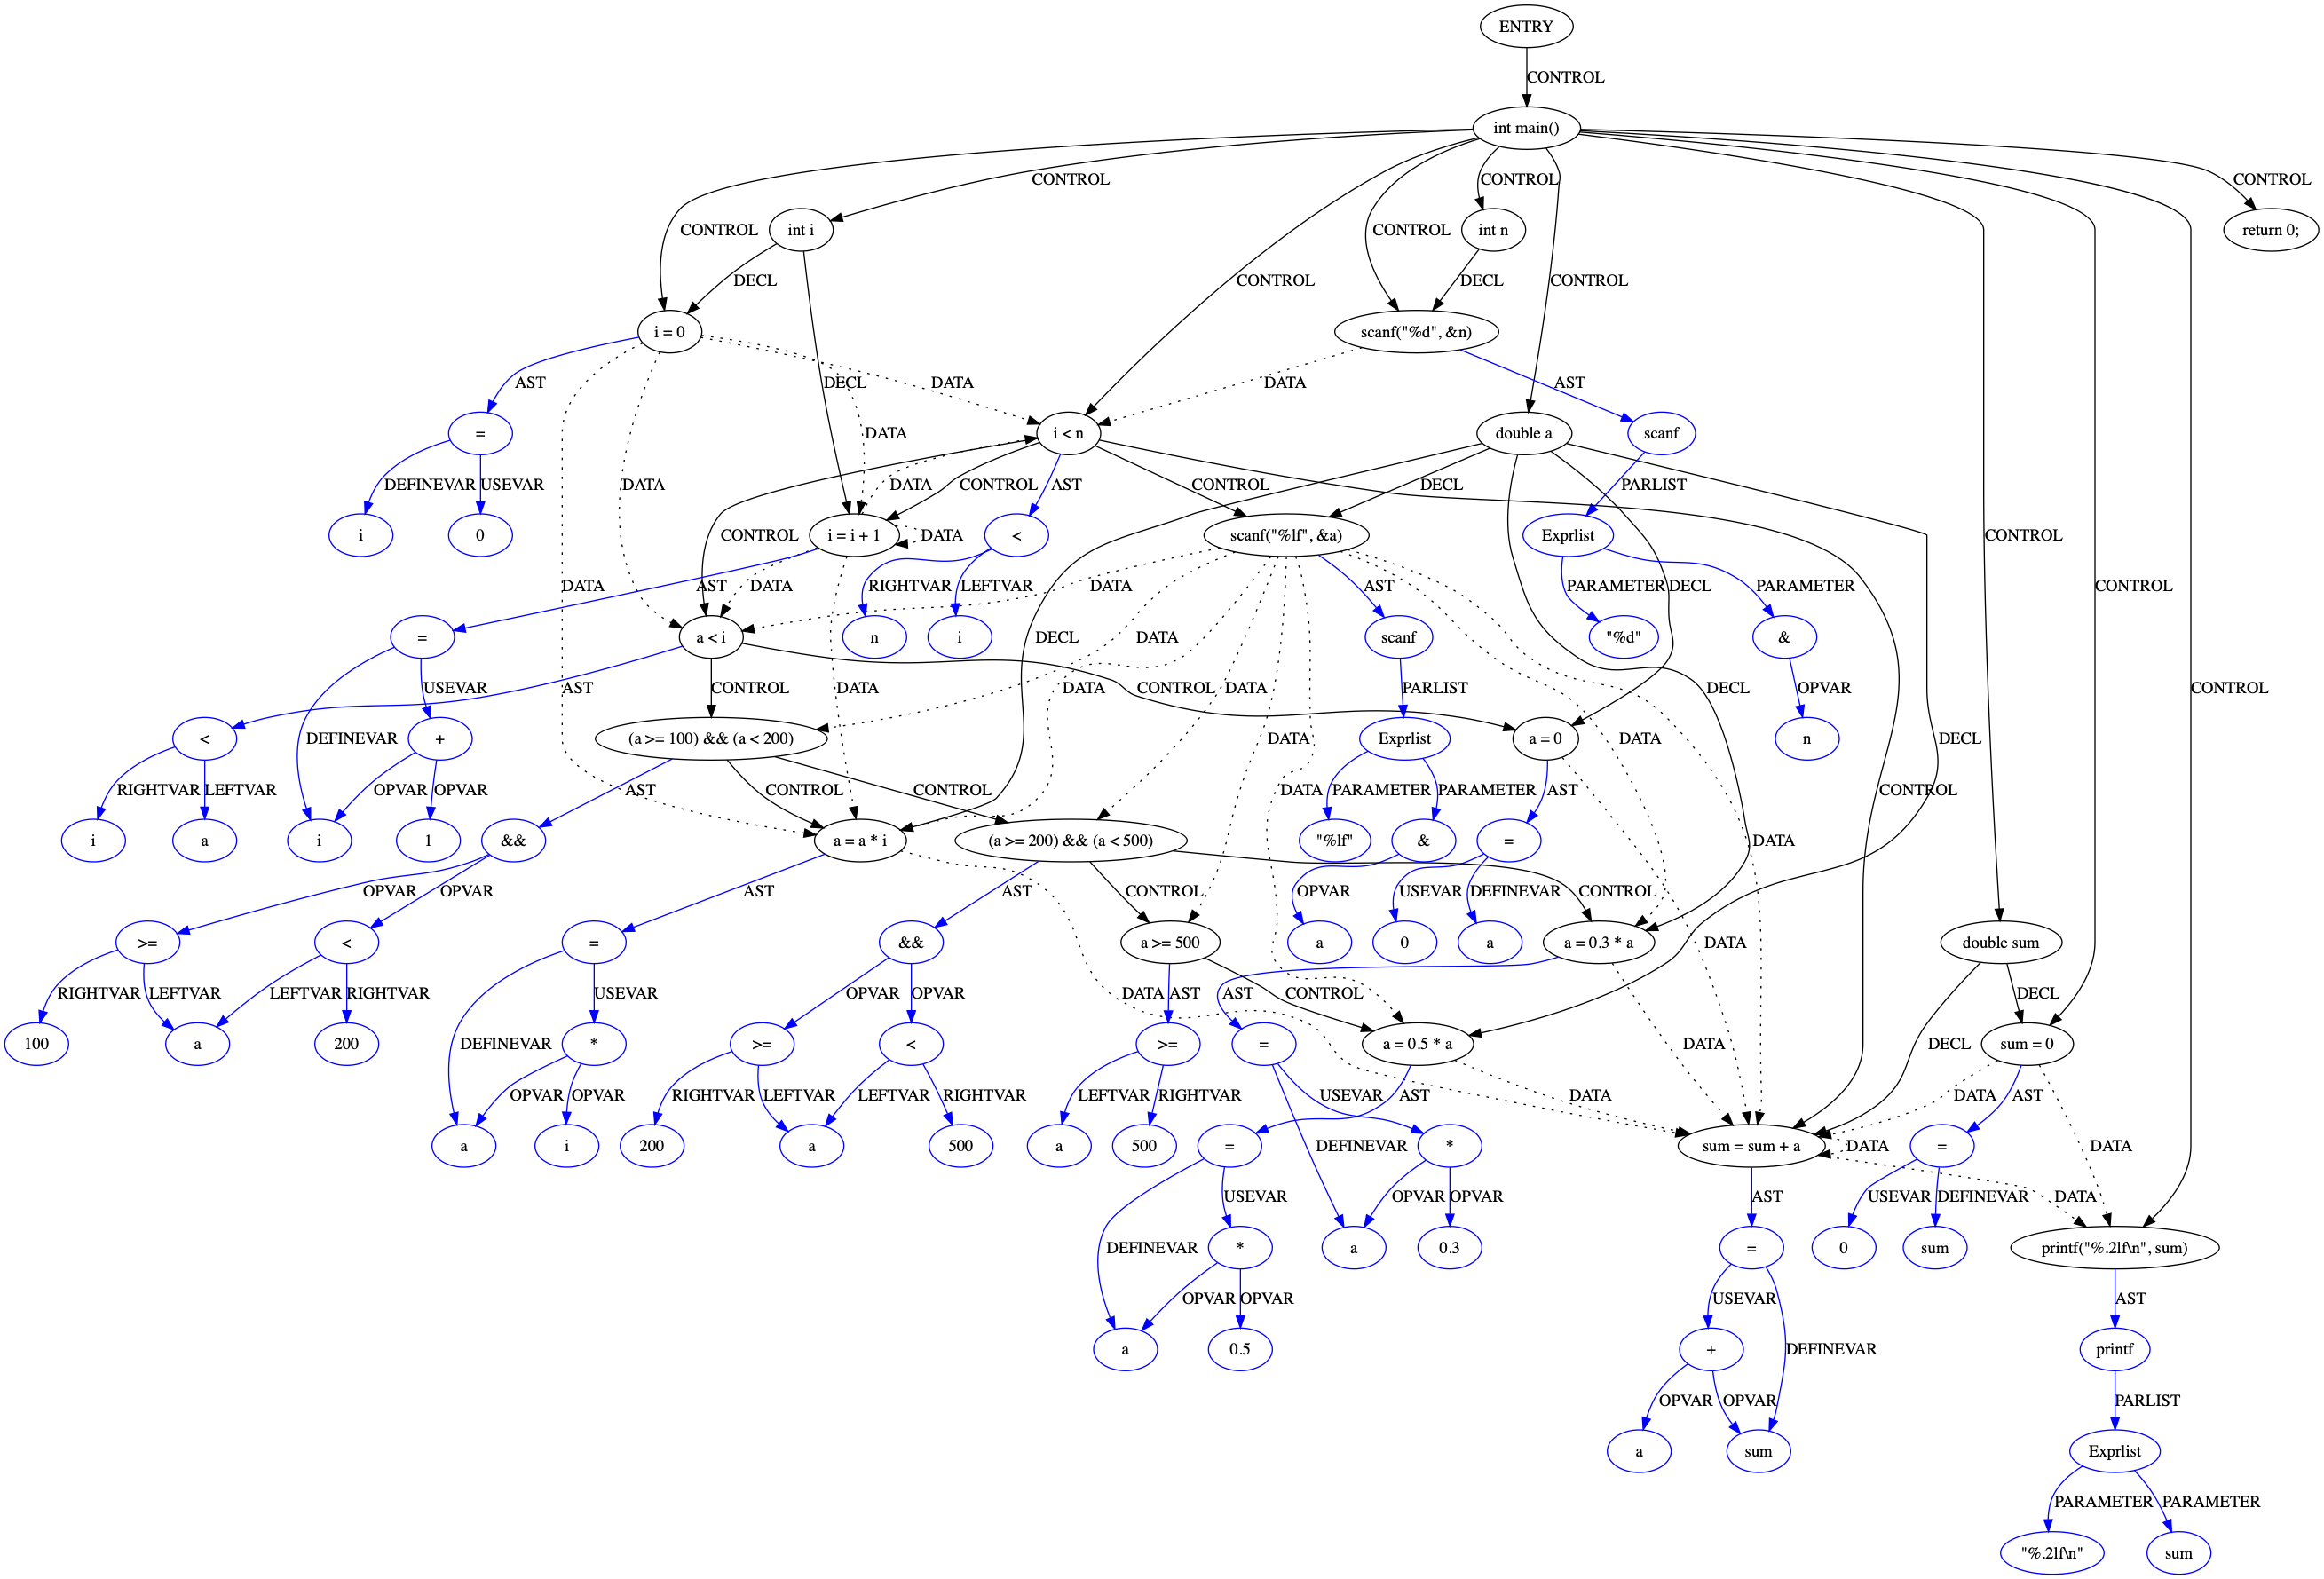 ENTRY
CONTROL
int main()
CONTROL
CONTROL
int i
int n
return 0;
CONTROL
CONTROL
CONTROL
CONTROL
CONTROL
DECL
DECL
i = 0
scanf("%d", &n)
AST
DECL
DATA
DATA
AST
=
i < n
double a
scanf
DATA
DEFINEVAR
USEVAR
DATA
DATA
CONTROL
AST
CONTROL
DECL
PARLIST
CONTROL
i
0
CONTROL
i = i + 1
DATA
<
scanf("%lf", &a)
Exprlist
CONTROL
DATA
AST
DATA
RIGHTVAR
LEFTVAR
DATA
AST
PARAMETER
DECL
PARAMETER
=
a < i
n
i
DECL
DATA
scanf
"%d"
&
USEVAR
AST
CONTROL
DATA
DATA
DATA
PARLIST
CONTROL
DECL
OPVAR
CONTROL
<
DEFINEVAR
+
(a >= 100) && (a < 200)
DATA
Exprlist
a = 0
DATA
n
DECL
RIGHTVAR
LEFTVAR
OPVAR
OPVAR
AST
CONTROL
CONTROL
DATA
PARAMETER
PARAMETER
AST
CONTROL
i
a
i
1
&&
a = a * i
(a >= 200) && (a < 500)
"%lf"
&
=
DATA
OPVAR
OPVAR
AST
AST
CONTROL
OPVAR
USEVAR
DEFINEVAR
CONTROL
>=
<
=
&&
a >= 500
a
0
a
a = 0.3 * a
DATA
double sum
RIGHTVAR
LEFTVAR
LEFTVAR
RIGHTVAR
USEVAR
OPVAR
OPVAR
DATA
AST
AST
CONTROL
DECL
100
a
200
DEFINEVAR
*
>=
<
>=
=
a = 0.5 * a
DATA
DECL
sum = 0
OPVAR
OPVAR
RIGHTVAR
LEFTVAR
LEFTVAR
RIGHTVAR
LEFTVAR
RIGHTVAR
USEVAR
AST
DATA
DATA
AST
a
i
200
a
500
a
500
=
DEFINEVAR
*
sum = sum + a
DATA
=
DATA
USEVAR
OPVAR
OPVAR
AST
USEVAR
DEFINEVAR
DATA
DEFINEVAR
*
a
0.3
=
0
sum
printf("%.2lf\n", sum)
OPVAR
OPVAR
USEVAR
AST
a
0.5
+
DEFINEVAR
printf
OPVAR
OPVAR
PARLIST
a
sum
Exprlist
PARAMETER
PARAMETER
"%.2lf\n"
sum